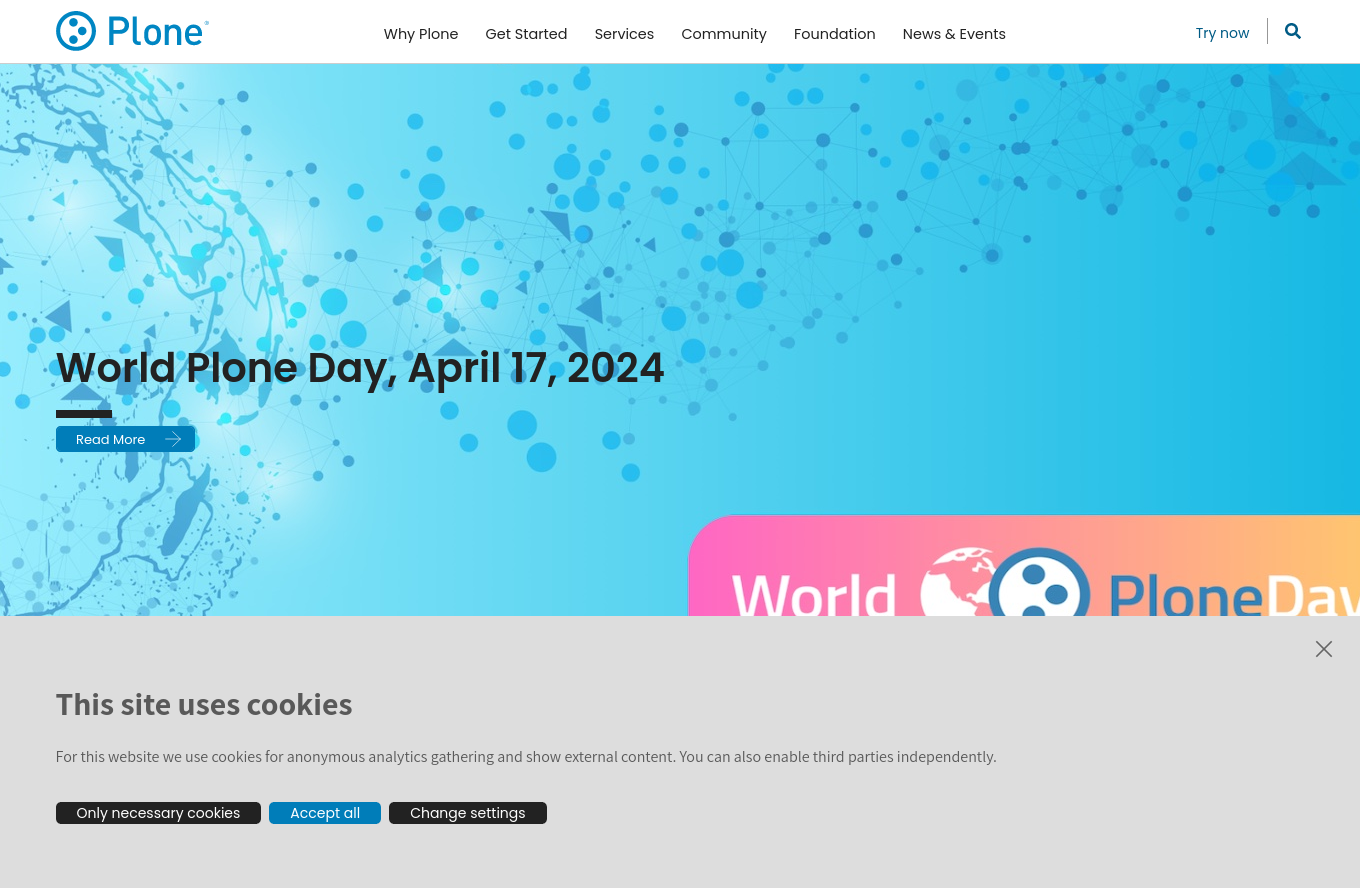 Plone®
Why Plone
Get Started
Services
Community
Foundation
News & Events
Try now
World Plone Day, April 17, 2024
Read More
World PloneDay
This site uses cookies
For this website we use cookies for anonymous analytics gathering and show external content. You can also enable third parties independently.
Only necessary cookies
Accept all
Change settings